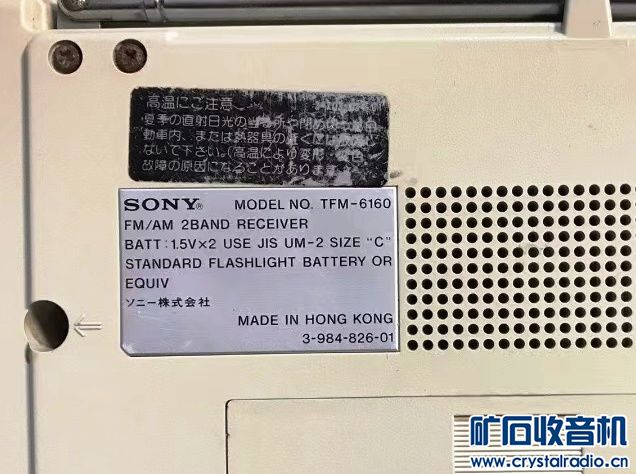 高温にご注意
夏季の直射日光の当
動車内、または熱器具の近くには
ないで下さい。(高温により変形
故障の原因になることがあります
SONY® MODEL NO. TFM-6160
FM/AM 2BAND RECEIVER
BATT: 1.5V×2 USE JIS UM-2 SIZE "C"
STANDARD FLASHLIGHT BATTERY OR
EQUIV
ソニー株式会社
MADE IN HONG KONG
3-984-826-01
矿石收音机
www.crystalradio.cn